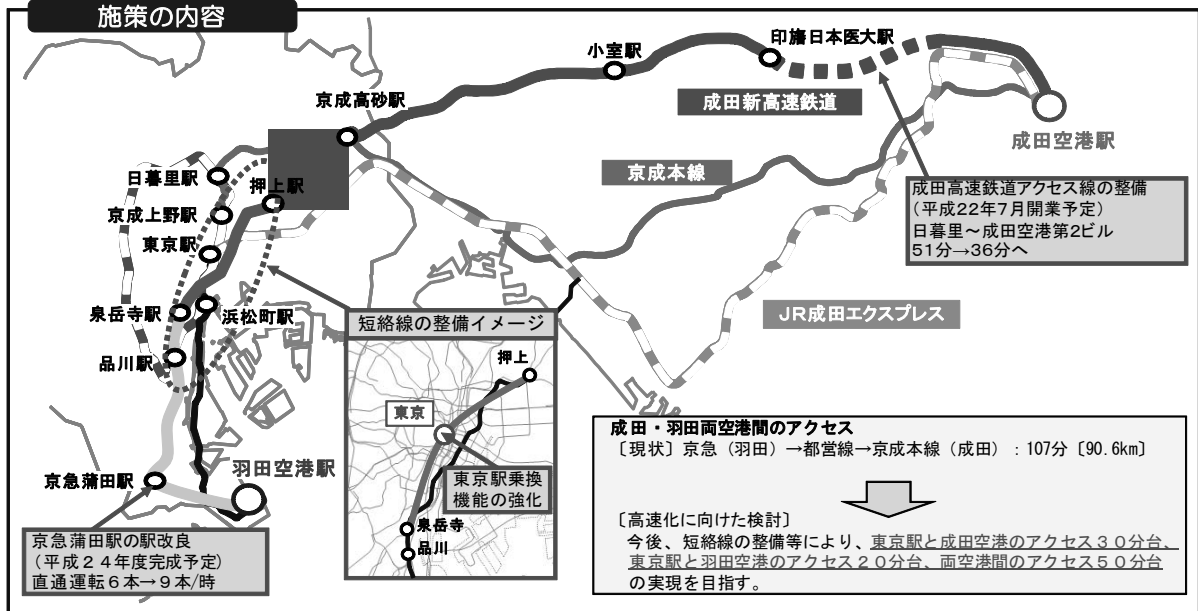 施策の内容
印旛日本医大駅
小室駅
成田新高速鉄道
京成高砂駅
成田空港駅
京成本線
日暮里駅
押上駅
成田高速鉄道アクセス線の整備
(平成22年7月開業予定)
日暮里~成田空港第2ビル
51分→36分へ
京成上野駅
東京駅
泉岳寺駅
浜松町駅
JR成田エクスプレス
短絡線の整備イメージ
品川駅
押上
東京
東京駅乗換
機能の強化
泉岳寺
品川
羽田空港駅
京急蒲田駅
京急蒲田駅の駅改良
(平成24年度完成予定)
直通運転6本→9本/時
成田・羽田両空港間のアクセス
〔現状〕京急(羽田)→都営線→京成本線(成田):107分〔90.6km〕
〔高速化に向けた検討〕
今後、短絡線の整備等により、東京駅と成田空港のアクセス30分台、
東京駅と羽田空港のアクセス20分台、両空港間のアクセス50分台
の実現を目指す。